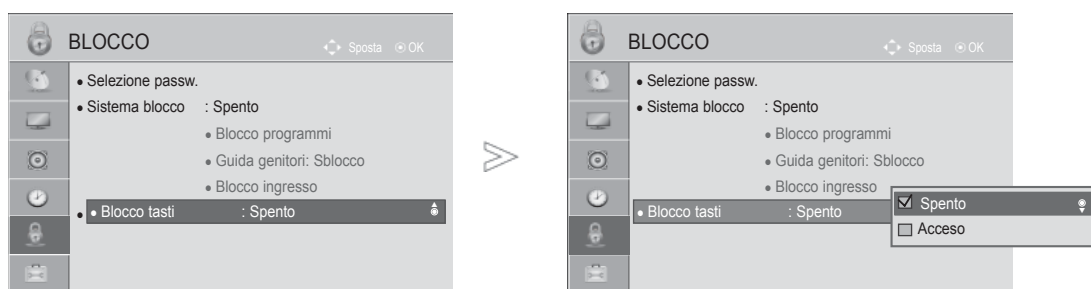 BLOCCO
Sposta OK
• Selezione passw.
• Sistema blocco : Spento
• Blocco programmi
• Guida genitori: Sblocco
• Blocco ingresso
• • Blocco tasti : Spento
BLOCCO
Sposta OK
• Selezione passw.
• Sistema blocco : Spento
• Blocco programmi
• Guida genitori: Sblocco
• Blocco ingresso
• Blocco tasti : Spento
Spento
Acceso